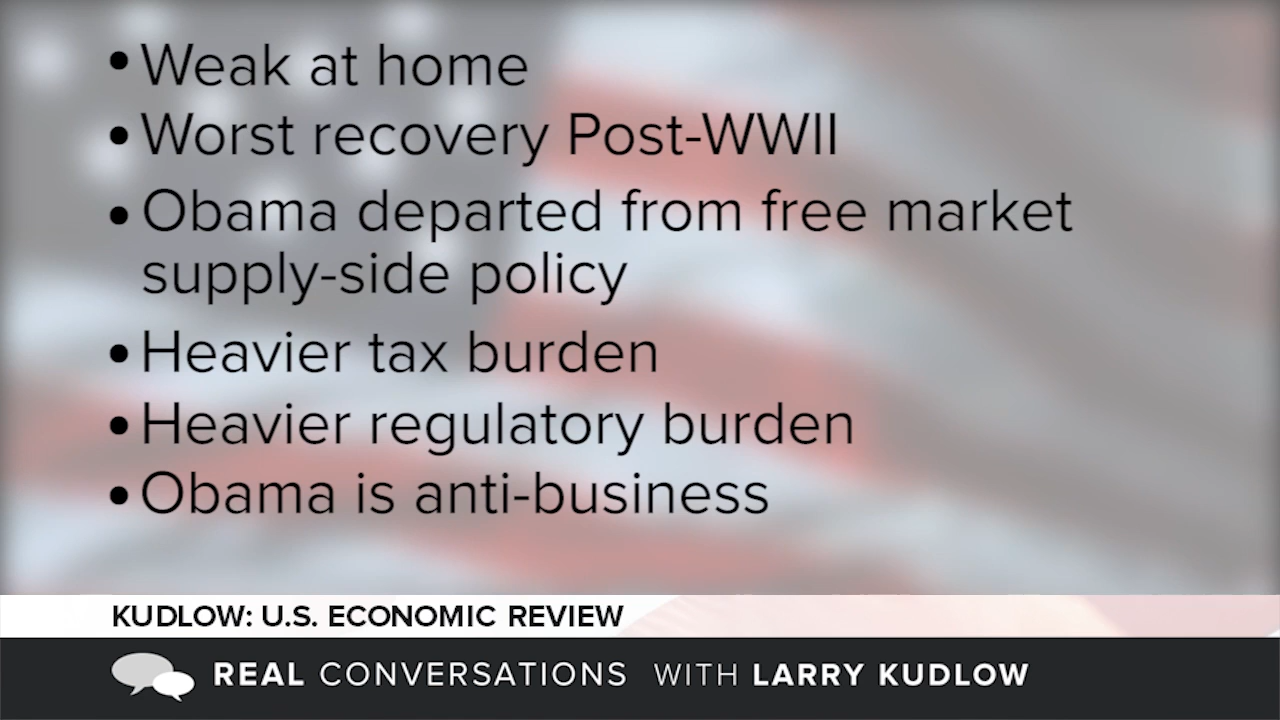 • Weak at home
• Worst recovery Post-WWII
• Obama departed from free market
supply-side policy
• Heavier tax burden
• Heavier regulatory burden
• Obama is anti-business
KUDLOW: U.S. ECONOMIC REVIEW
REAL CONVERSATIONS WITH LARRY KUDLOW